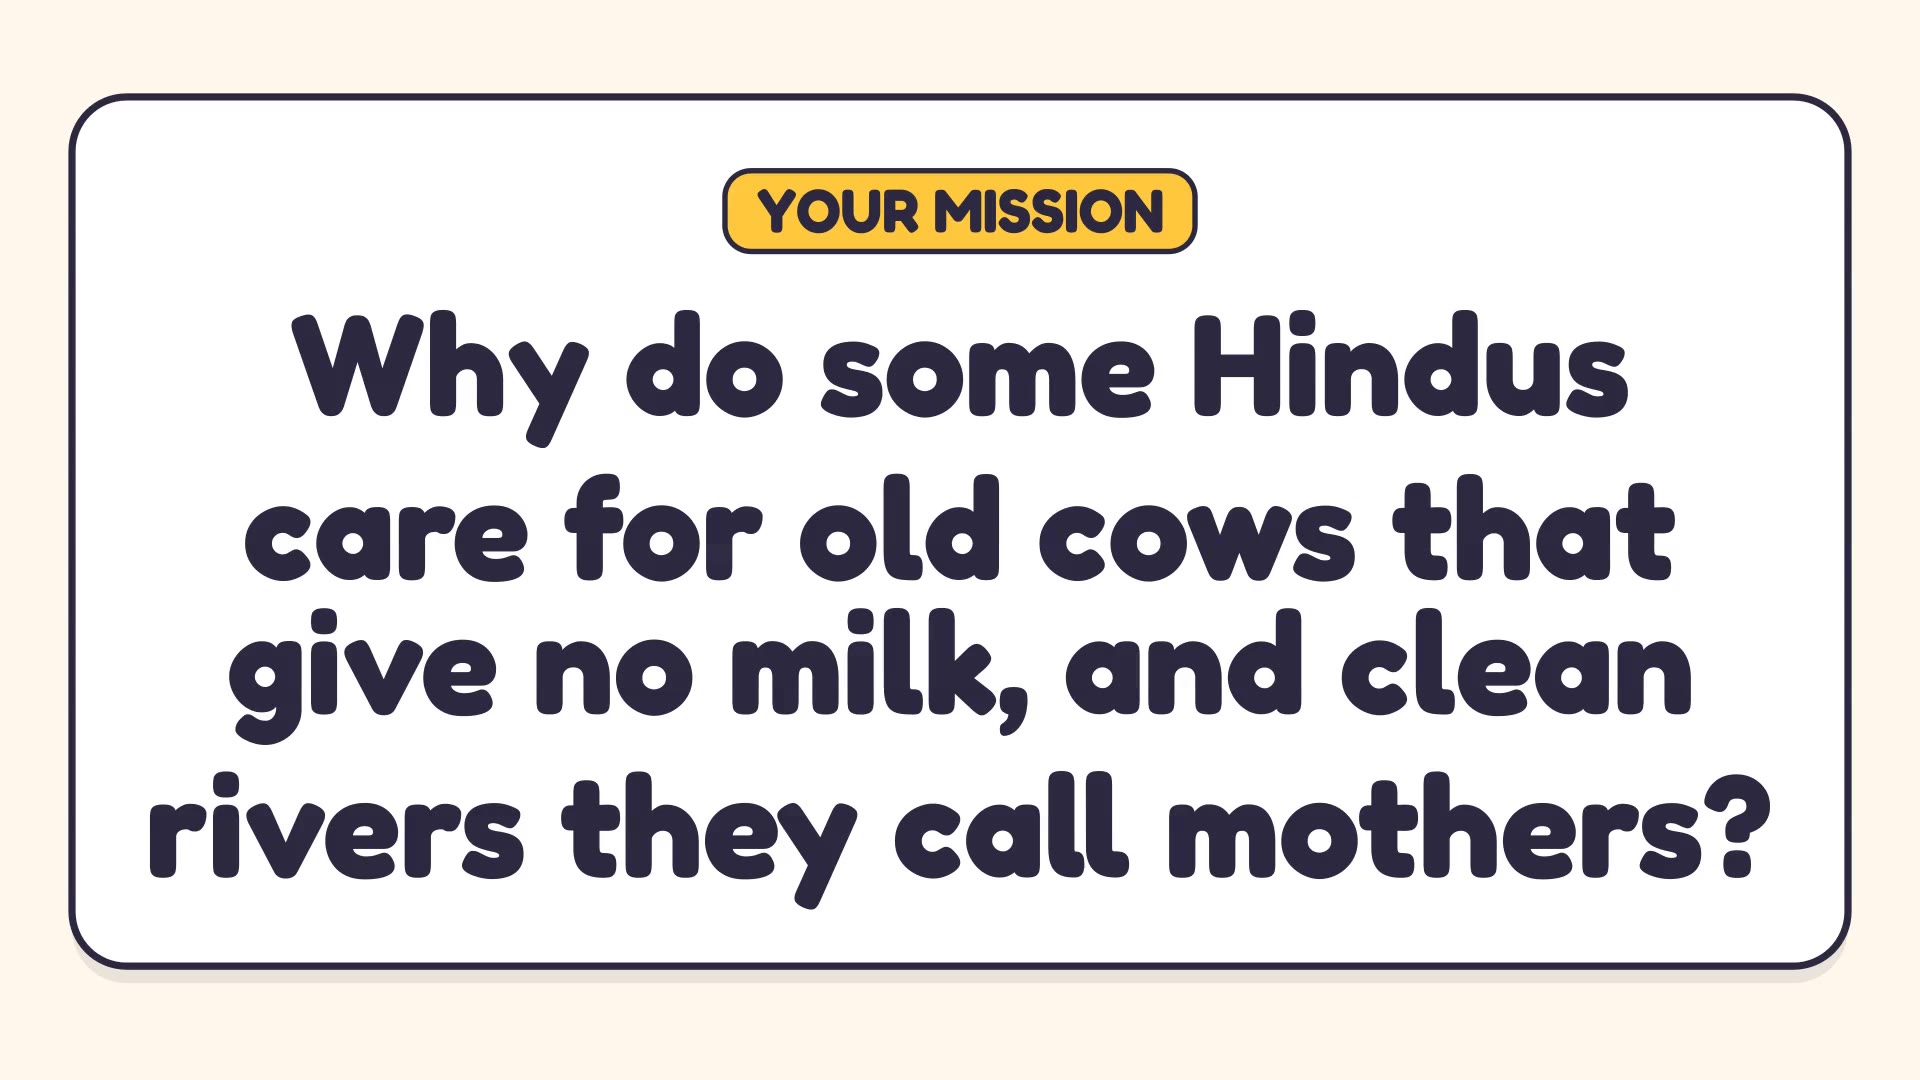 YOUR MISSION
Why do some Hindus
care for old cows that
give no milk, and clean
rivers they call mothers?